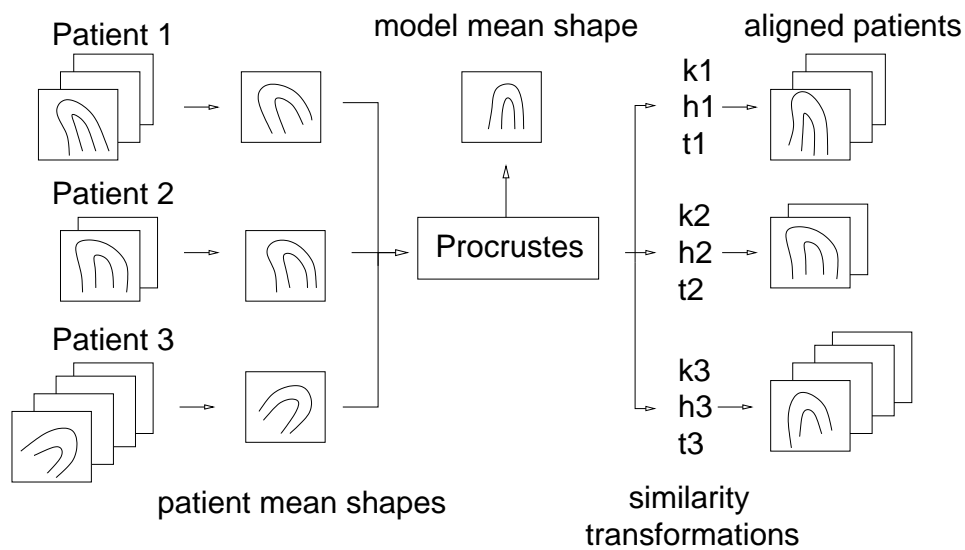 Patient 1
model mean shape
aligned patients
k1
h1
t1
Patient 2
Procrustes
k2
h2
t2
Patient 3
k3
h3
t3
patient mean shapes
similarity
transformations